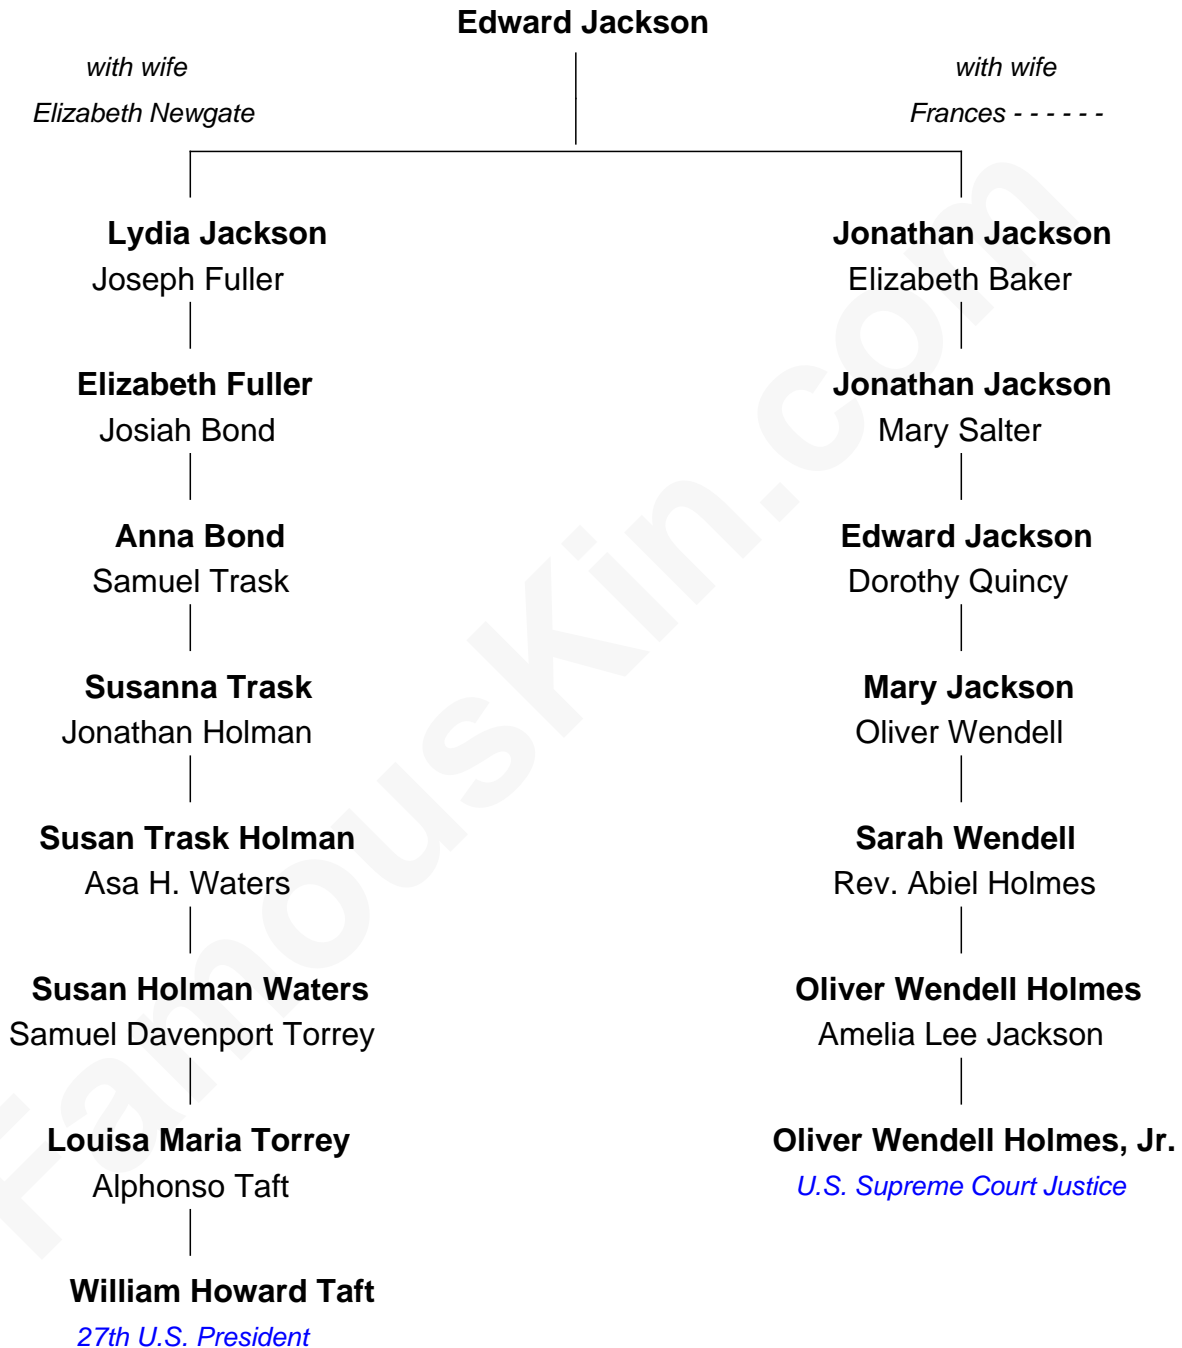 Edward Jackson
with wife
Elizabeth Newgate
with wife
Frances - - - - - -
Lydia Jackson
Joseph Fuller
Jonathan Jackson
Elizabeth Baker
Elizabeth Fuller
Josiah Bond
Jonathan Jackson
Mary Salter
Anna Bond
Samuel Trask
Edward Jackson
Dorothy Quincy
Susanna Trask
Jonathan Holman
Mary Jackson
Oliver Wendell
Susan Trask Holman
Asa H. Waters
Sarah Wendell
Rev. Abiel Holmes
Susan Holman Waters
Samuel Davenport Torrey
Oliver Wendell Holmes
Amelia Lee Jackson
Louisa Maria Torrey
Alphonso Taft
Oliver Wendell Holmes, Jr.
U.S. Supreme Court Justice
William Howard Taft
27th U.S. President
FamousKin.com